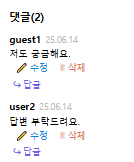 댓글(2)
guest1 25.06.14
저도 궁금해요.
수정 삭제
답글
user2 25.06.14
답변 부탁드려요.
수정 삭제
답글